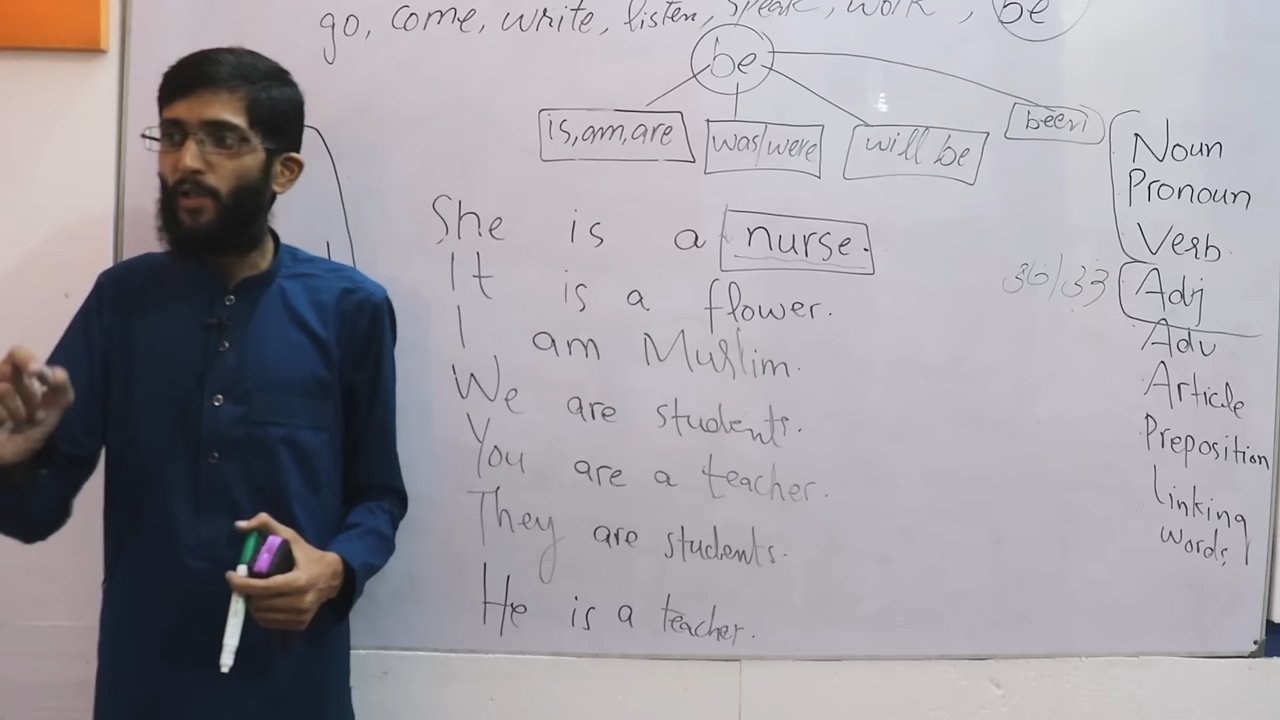 go, come, write, listen, speak, work, be
be
is,am,are
was/were
will be
been
She is a nurse.
It is a flower.
I am Muslim.
We are students.
You are a teacher.
They are students.
He is a teacher.
Noun
Pronoun
Verb
36/33
Adj
Adv
Article
Preposition
Linking
words